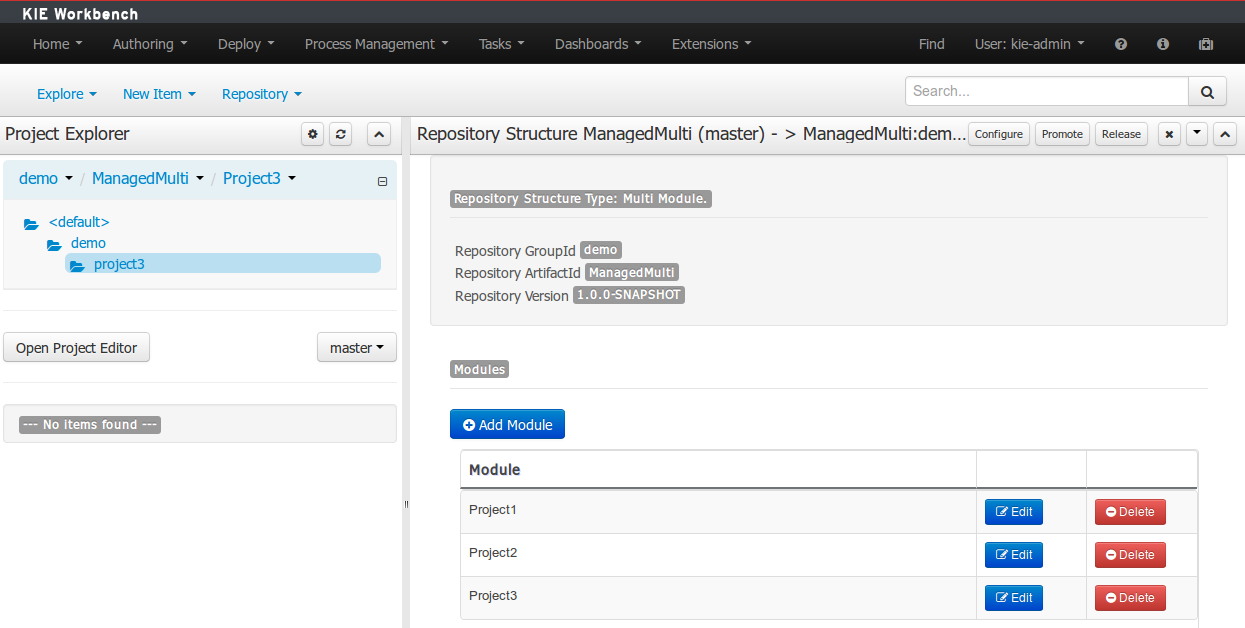 KIE Workbench
Home Authoring Deploy Process Management Tasks Dashboards Extensions Find User: kie-admin
Explore New Item Repository Search...
Project Explorer
demo / ManagedMulti / Project3
<default>
demo
project3
Open Project Editor master
--- No items found ---
Repository Structure ManagedMulti (master) - > ManagedMulti:dem... Configure Promote Release
Repository Structure Type: Multi Module.
Repository GroupId demo
Repository ArtifactId ManagedMulti
Repository Version 1.0.0-SNAPSHOT
Modules
Add Module
Module
Project1 Edit Delete
Project2 Edit Delete
Project3 Edit Delete